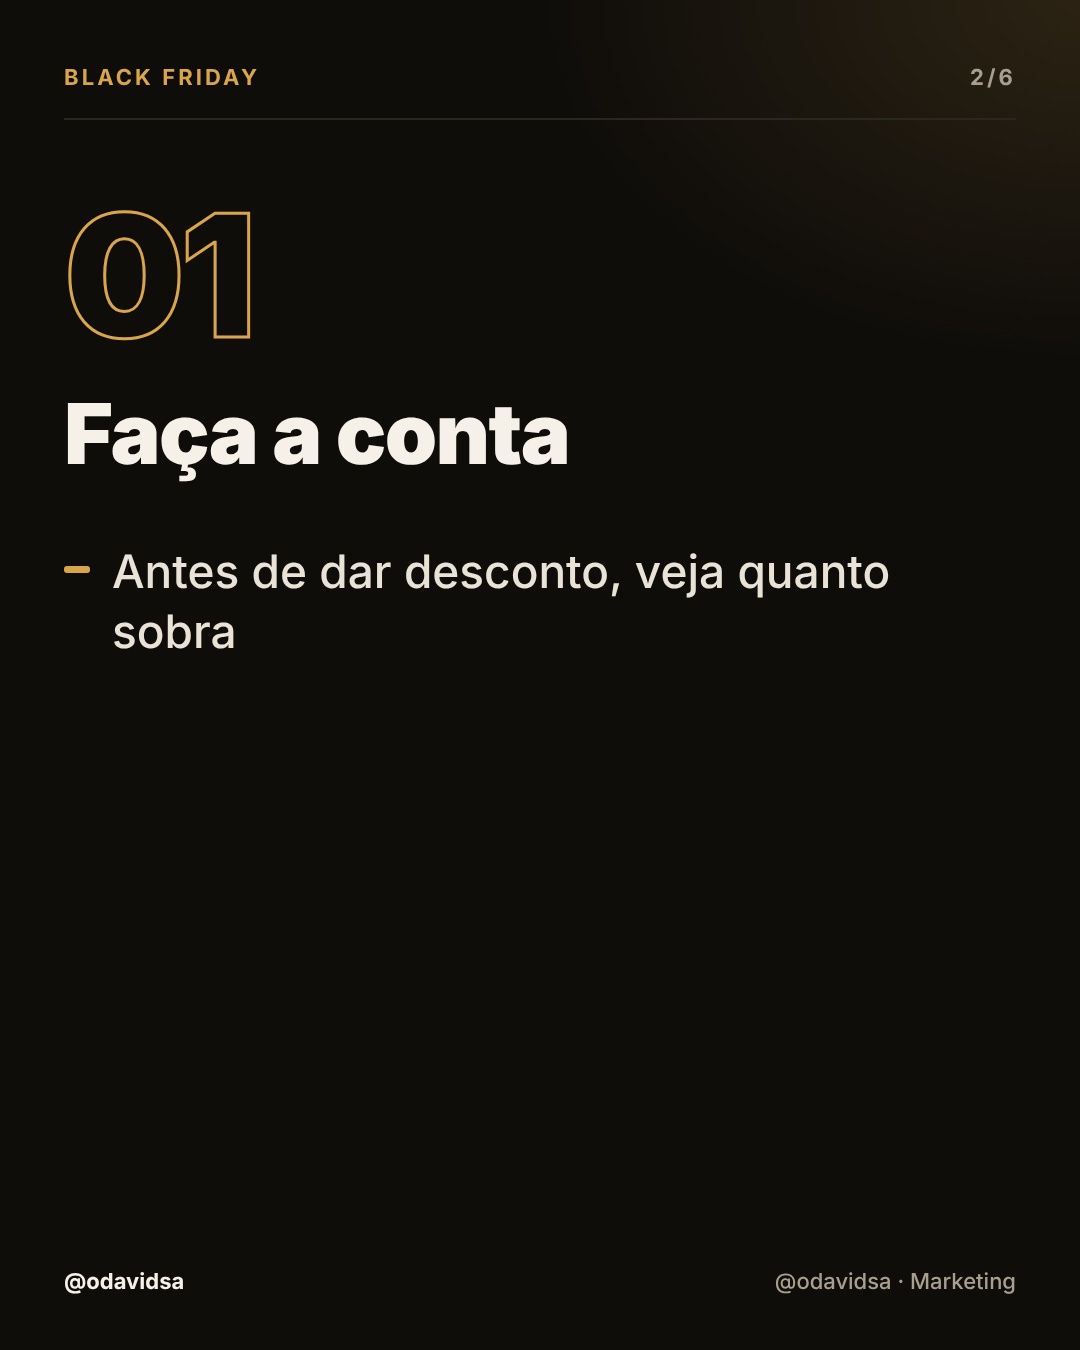 BLACK FRIDAY
2/6
01
Faça a conta
Antes de dar desconto, veja quanto
sobra
@odavidsa
@odavidsa · Marketing